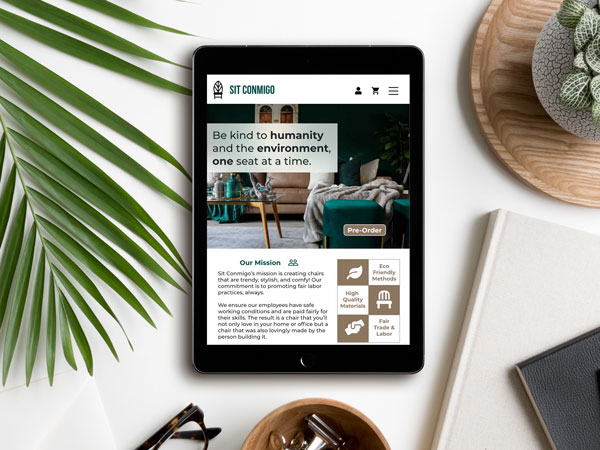 SIT CONMIGO
Be kind to humanity
and the environment,
one seat at a time.
Pre-Order
Our Mission
Sit Conmigo's mission is creating chairs
that are trendy, stylish, and comfy! Our
commitment is to promoting fair labor
practices, always.
We ensure our employees have safe
working conditions and are paid fairly for
their skills. The result is a chair that you'll
not only love in your home or office but a
chair that was also lovingly made by the
person building it.
Eco
Friendly
Methods
High
Quality
Materials
Fair
Trade &
Labor